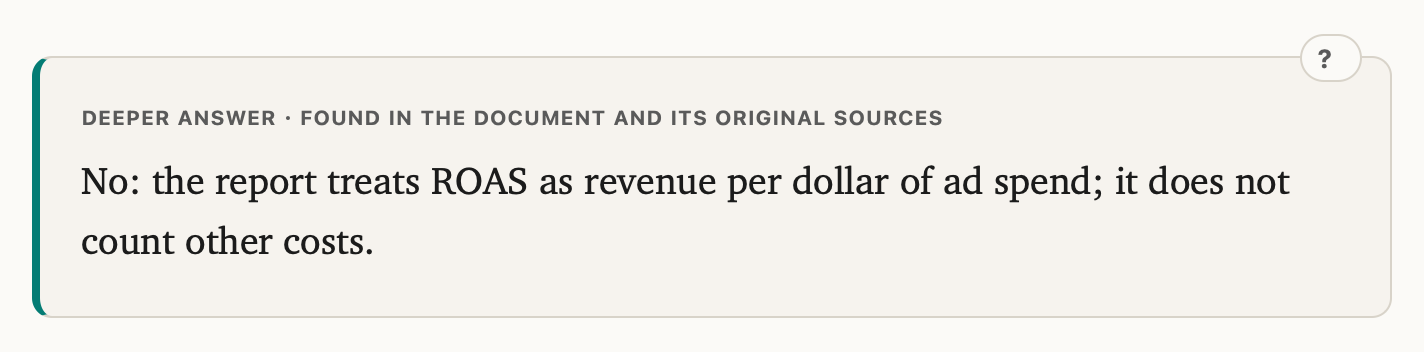 ?
DEEPER ANSWER · FOUND IN THE DOCUMENT AND ITS ORIGINAL SOURCES
No: the report treats ROAS as revenue per dollar of ad spend; it does not
count other costs.